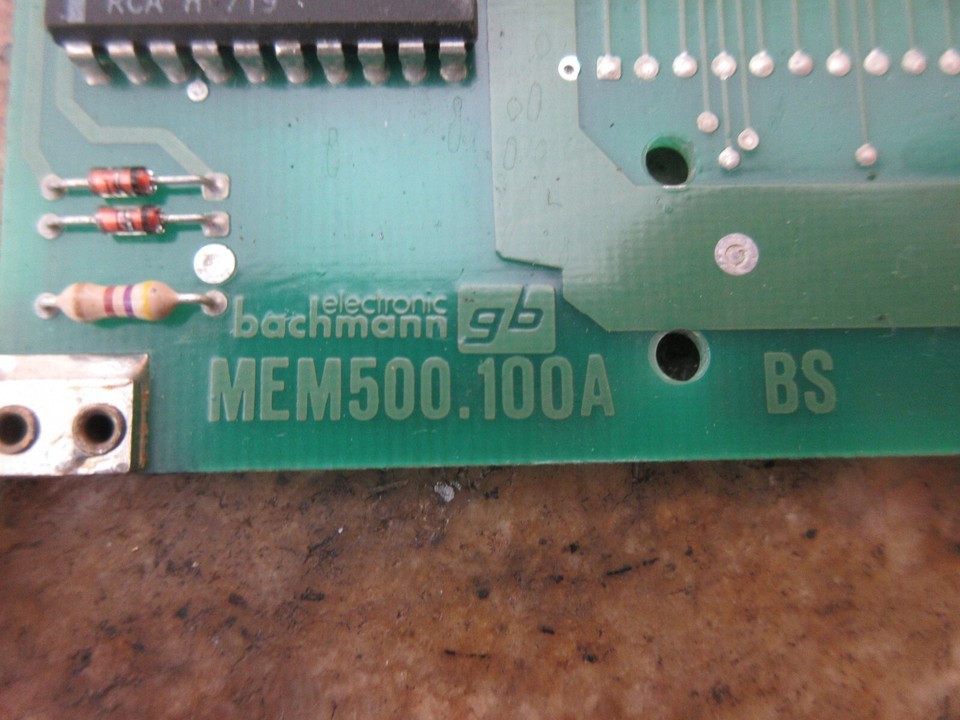 RCA H 719
electronic
bachmann gb
MEM500.100A BS